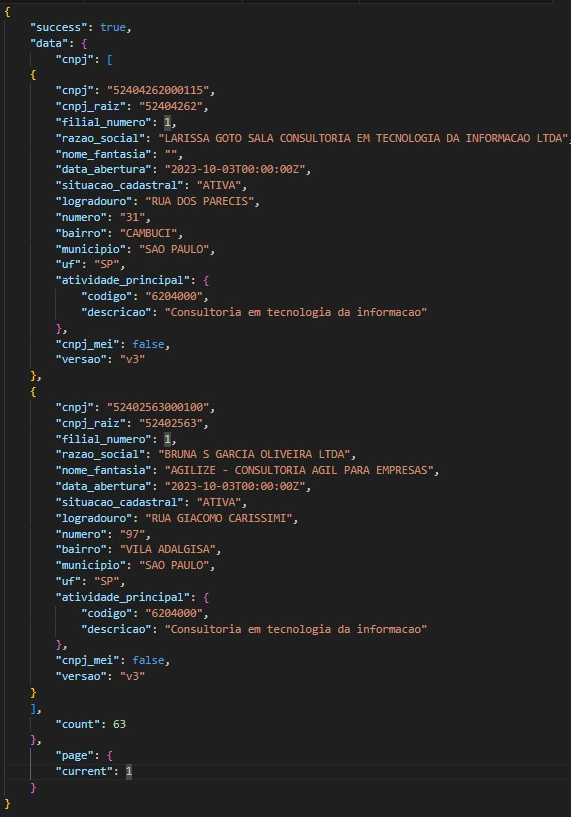 {
"success": true,
"data": {
"cnpj": [
{
"cnpj": "52404262000115",
"cnpj_raiz": "52404262",
"filial_numero": 1,
"razao_social": "LARISSA GOTO SALA CONSULTORIA EM TECNOLOGIA DA INFORMACAO LTDA",
"nome_fantasia": "",
"data_abertura": "2023-10-03T00:00:00Z",
"situacao_cadastral": "ATIVA",
"logradouro": "RUA DOS PARECIS",
"numero": "31",
"bairro": "CAMBUCI",
"municipio": "SAO PAULO",
"uf": "SP",
"atividade_principal": {
"codigo": "6204000",
"descricao": "Consultoria em tecnologia da informacao"
},
"cnpj_mei": false,
"versao": "v3"
},
{
"cnpj": "52402563000100",
"cnpj_raiz": "52402563",
"filial_numero": 1,
"razao_social": "BRUNA S GARCIA OLIVEIRA LTDA",
"nome_fantasia": "AGILIZE - CONSULTORIA AGIL PARA EMPRESAS",
"data_abertura": "2023-10-03T00:00:00Z",
"situacao_cadastral": "ATIVA",
"logradouro": "RUA GIACOMO CARISSIMI",
"numero": "97",
"bairro": "VILA ADALGISA",
"municipio": "SAO PAULO",
"uf": "SP",
"atividade_principal": {
"codigo": "6204000",
"descricao": "Consultoria em tecnologia da informacao"
},
"cnpj_mei": false,
"versao": "v3"
}
],
"count": 63
},
"page": {
"current": 1
}
}